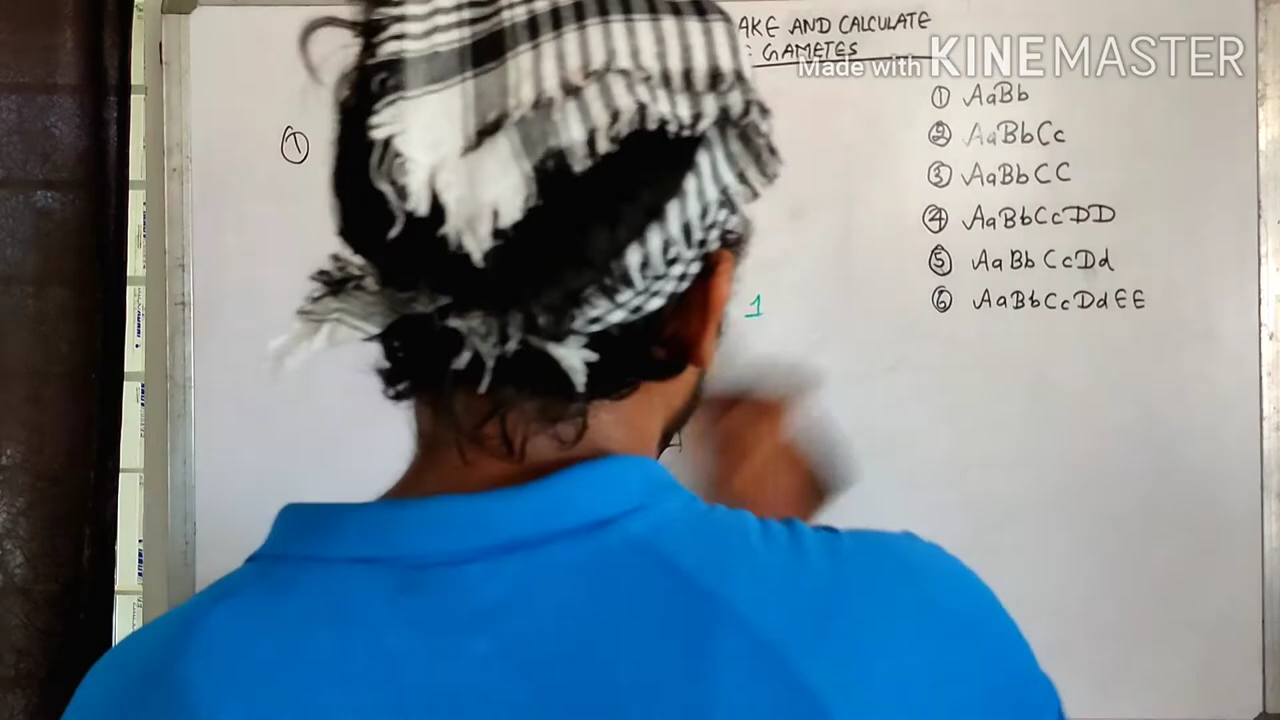 AKE AND CALCULATE
: GAMETES
Made with KINEMASTER
① AaBb
② AaBbCc
③ AaBbCC
④ AaBbCcDD
⑤ AaBbCcDd
⑥ AaBbCcDdEE
①
1